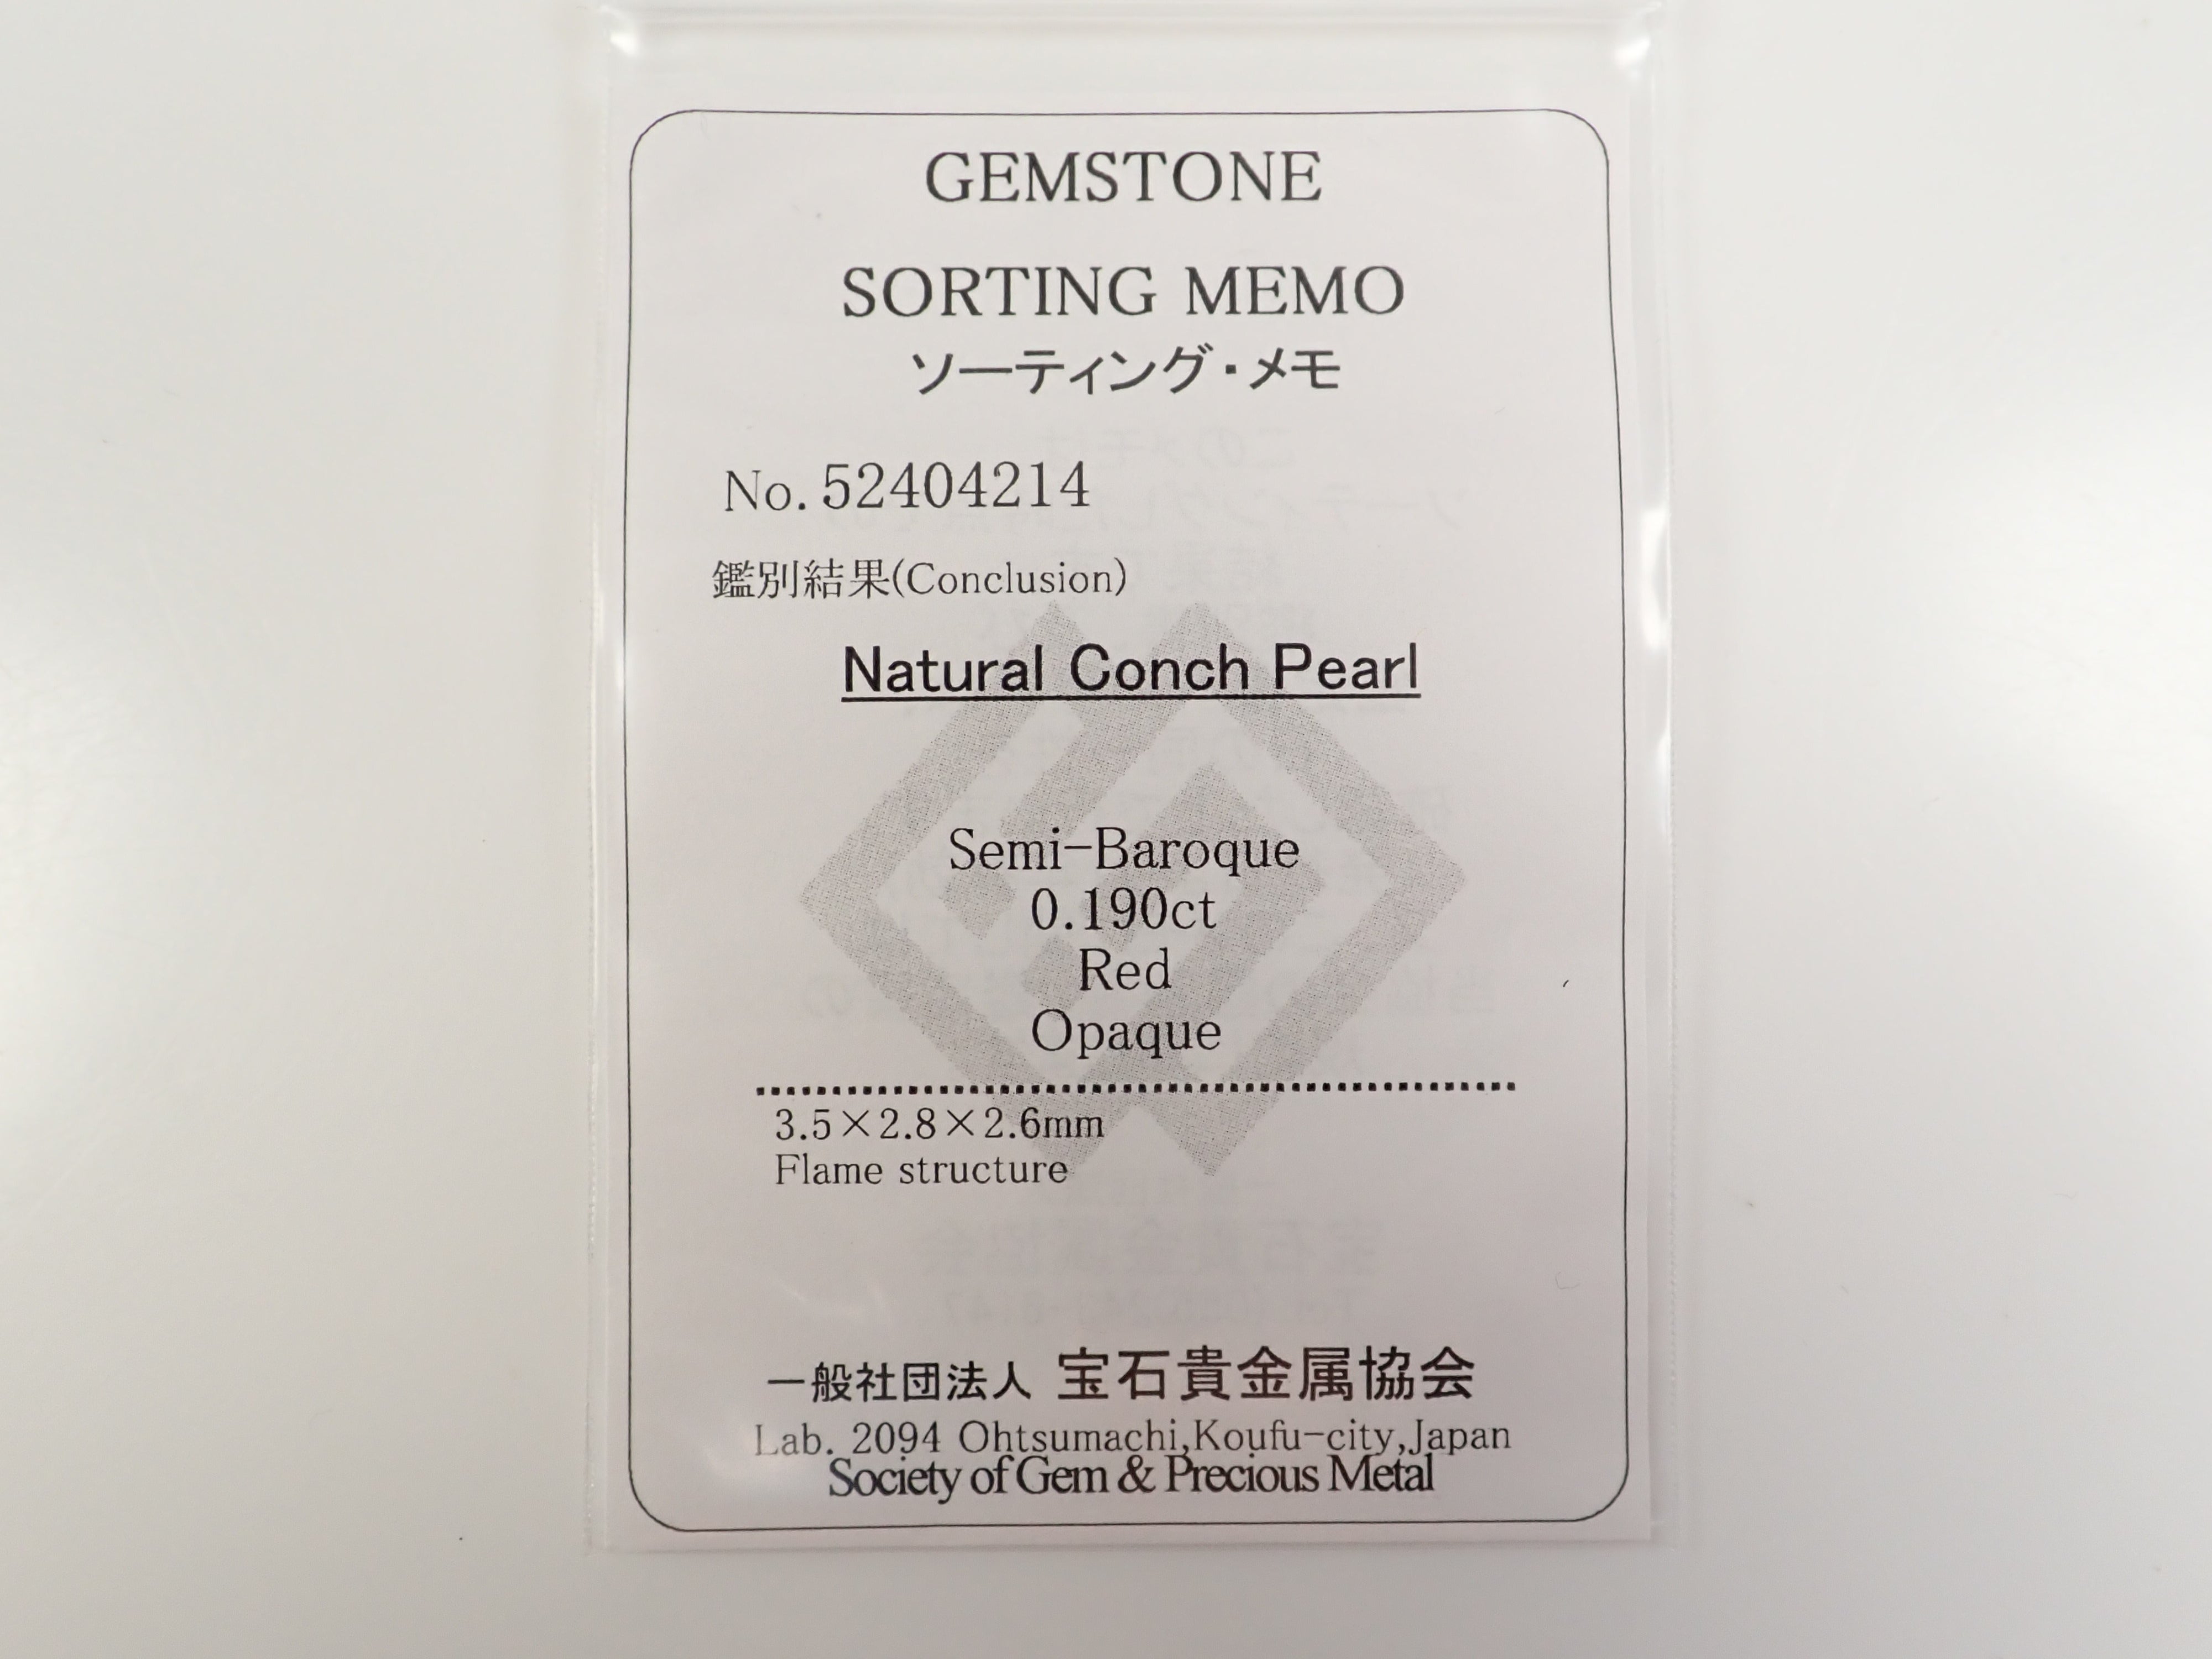 GEMSTONE
SORTING MEMO
ソーティング・メモ
No. 52404214
鑑別結果(Conclusion)
Natural Conch Pearl
Semi-Baroque
0.190ct
Red
Opaque
3.5×2.8×2.6mm
Flame structure
一般社団法人 宝石貴金属協会
Lab. 2094 Ohtsumachi,Koufu-city,Japan
Society of Gem & Precious Metal